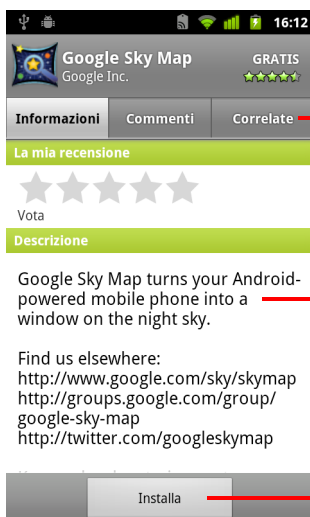 16:12
Google Sky Map
GRATIS
Google Inc.
Informazioni Commenti Correlate
La mia recensione
Vota
Descrizione
Google Sky Map turns your Android-
powered mobile phone into a
window on the night sky.
Find us elsewhere:
http://www.google.com/sky/skymap
http://groups.google.com/group/
google-sky-map
http://twitter.com/googleskymap
Installa